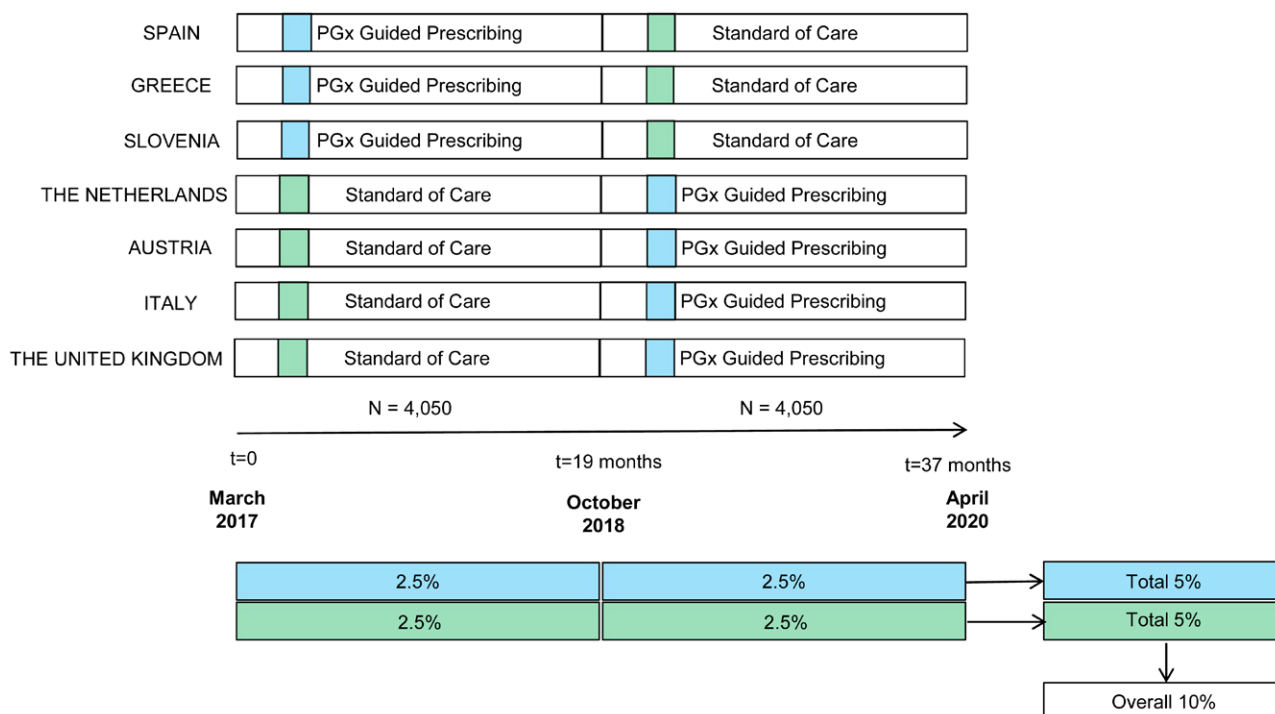 SPAIN PGx Guided Prescribing Standard of Care
GREECE PGx Guided Prescribing Standard of Care
SLOVENIA PGx Guided Prescribing Standard of Care
THE NETHERLANDS Standard of Care PGx Guided Prescribing
AUSTRIA Standard of Care PGx Guided Prescribing
ITALY Standard of Care PGx Guided Prescribing
THE UNITED KINGDOM Standard of Care PGx Guided Prescribing
N = 4,050 N = 4,050
t=0 t=19 months t=37 months
March October April
2017 2018 2020
2.5% 2.5% Total 5%
2.5% 2.5% Total 5%
Overall 10%